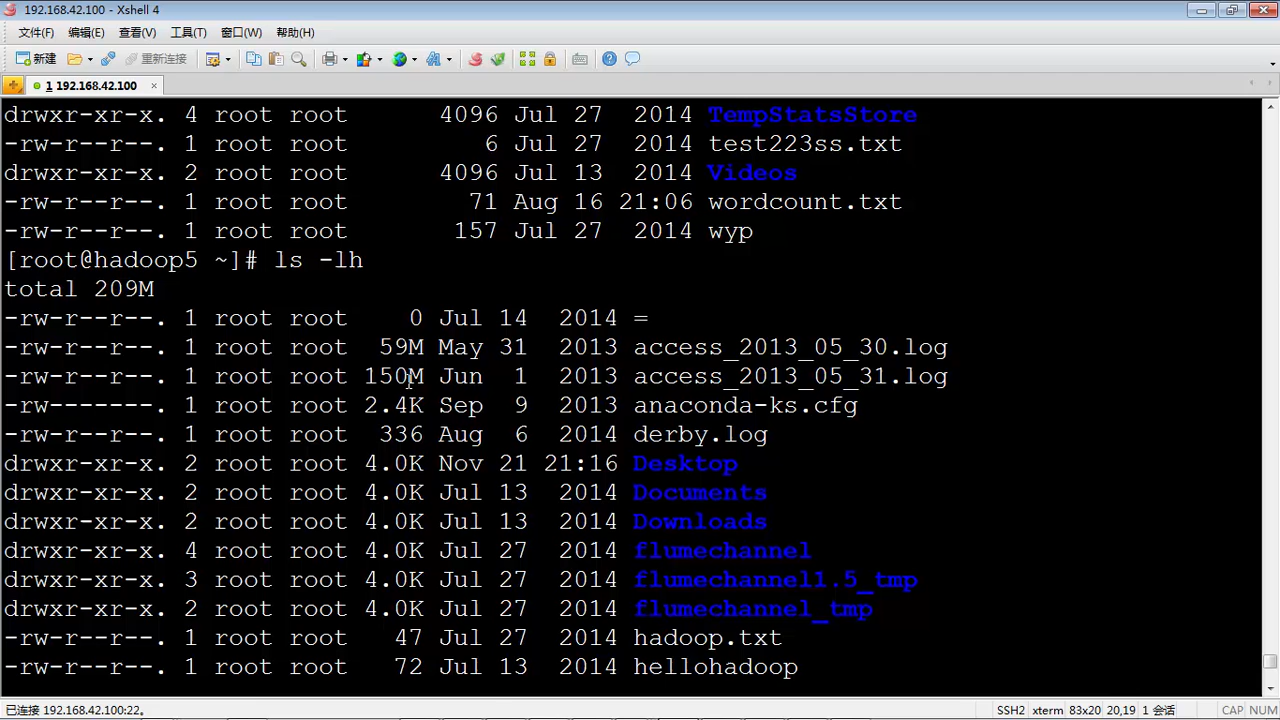 192.168.42.100 - Xshell 4
文件(F) 编辑(E) 查看(V) 工具(T) 窗口(W) 帮助(H)
新建 重新连接
1 192.168.42.100 ×
drwxr-xr-x. 4 root root 4096 Jul 27 2014 TempStatsStore
-rw-r--r--. 1 root root 6 Jul 27 2014 test223ss.txt
drwxr-xr-x. 2 root root 4096 Jul 13 2014 Videos
-rw-r--r--. 1 root root 71 Aug 16 21:06 wordcount.txt
-rw-r--r--. 1 root root 157 Jul 27 2014 wyp
[root@hadoop5 ~]# ls -lh
total 209M
-rw-r--r--. 1 root root 0 Jul 14 2014 =
-rw-r--r--. 1 root root 59M May 31 2013 access_2013_05_30.log
-rw-r--r--. 1 root root 150M Jun 1 2013 access_2013_05_31.log
-rw-------. 1 root root 2.4K Sep 9 2013 anaconda-ks.cfg
-rw-r--r--. 1 root root 336 Aug 6 2014 derby.log
drwxr-xr-x. 2 root root 4.0K Nov 21 21:16 Desktop
drwxr-xr-x. 2 root root 4.0K Jul 13 2014 Documents
drwxr-xr-x. 2 root root 4.0K Jul 13 2014 Downloads
drwxr-xr-x. 4 root root 4.0K Jul 27 2014 flumechannel
drwxr-xr-x. 3 root root 4.0K Jul 27 2014 flumechannel1.5_tmp
drwxr-xr-x. 2 root root 4.0K Jul 27 2014 flumechannel_tmp
-rw-r--r--. 1 root root 47 Jul 27 2014 hadoop.txt
-rw-r--r--. 1 root root 72 Jul 13 2014 hellohadoop
已连接 192.168.42.100:22。 SSH2 xterm 83x20 20,19 1 会话 CAP NUM